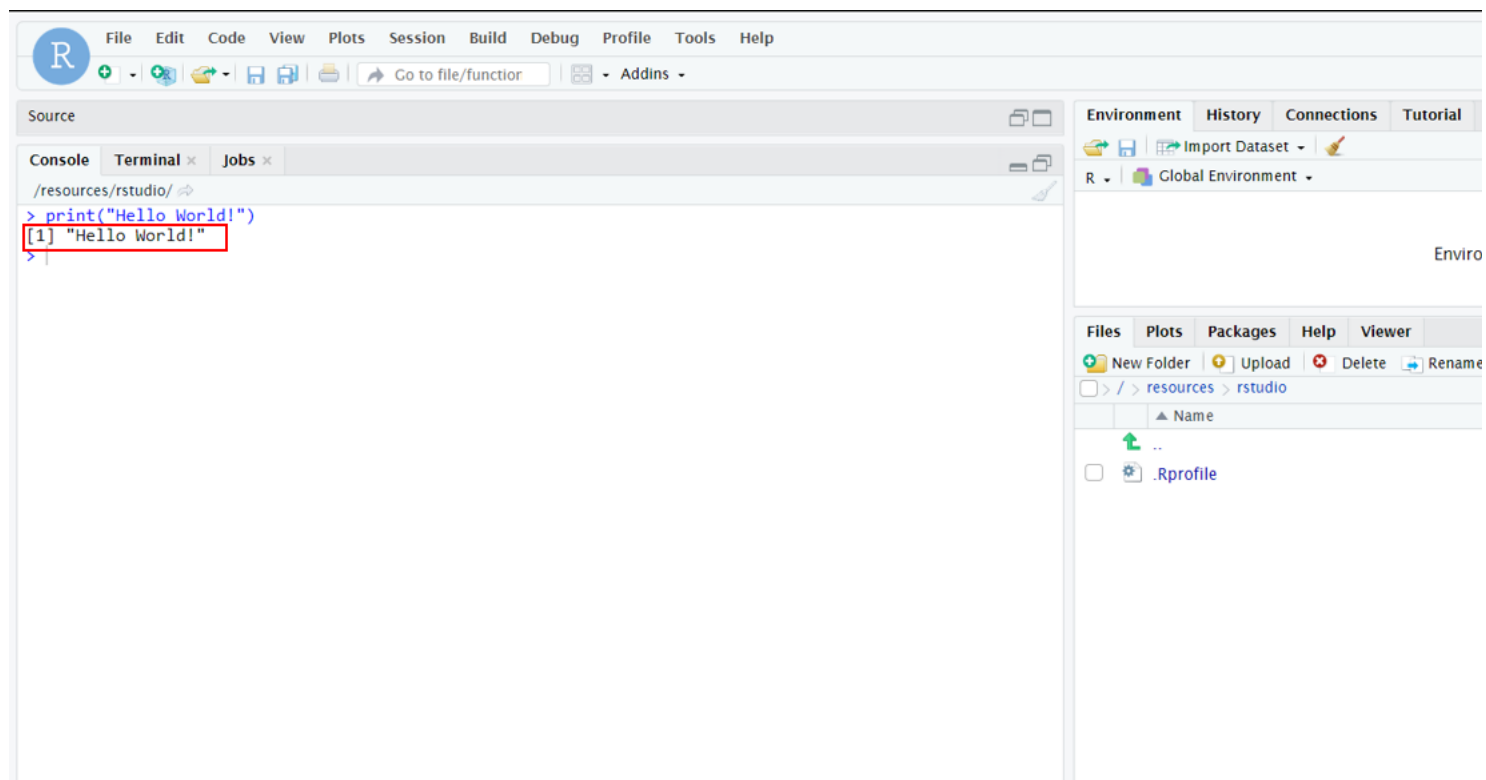 R
File Edit Code View Plots Session Build Debug Profile Tools Help
Go to file/function Addins
Source
Console Terminal × Jobs ×
/resources/rstudio/
> print("Hello World!")
[1] "Hello World!"
>
Environment History Connections Tutorial
Import Dataset
R Global Environment
Enviro
Files Plots Packages Help Viewer
New Folder Upload Delete Rename
> / > resources > rstudio
Name
..
.Rprofile